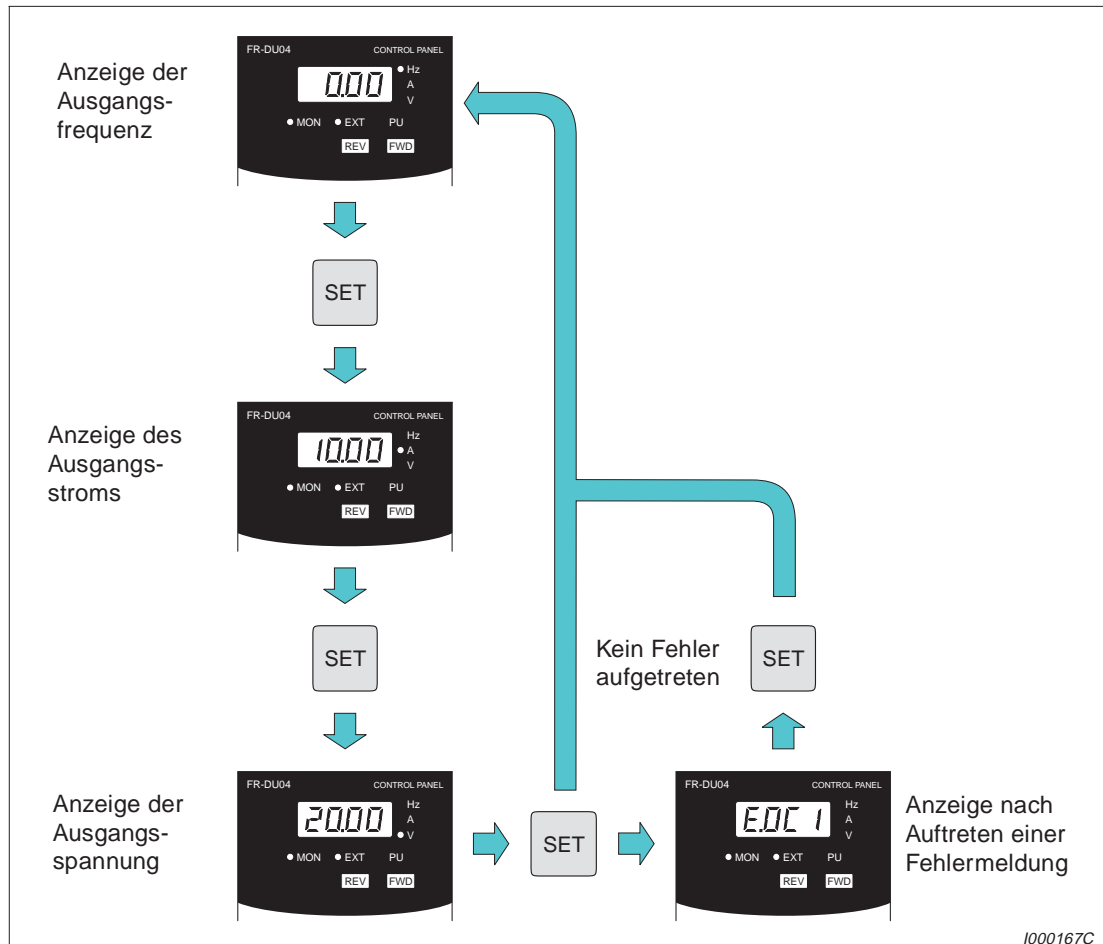 FR-DU04 CONTROL PANEL
Anzeige der
Ausgangs-
frequenz
0.00
Hz
A
V
MON EXT PU
REV FWD
SET
FR-DU04 CONTROL PANEL
Anzeige des
Ausgangs-
stroms
10.00
Hz
A
V
MON EXT PU
REV FWD
SET
Kein Fehler
aufgetreten
SET
FR-DU04 CONTROL PANEL
Anzeige der
Ausgangs-
spannung
20.00
Hz
A
V
MON EXT PU
REV FWD
SET
FR-DU04 CONTROL PANEL
E.OC 1
Hz
A
V
MON EXT PU
REV FWD
Anzeige nach
Auftreten einer
Fehlermeldung
I000167C